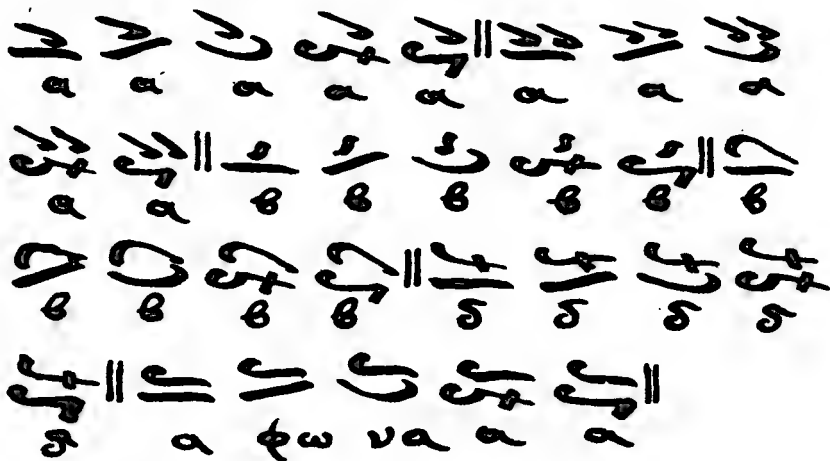 α α α α α α α α
α α β β β β β β
β β β β δ δ δ δ
δ α φω να α α